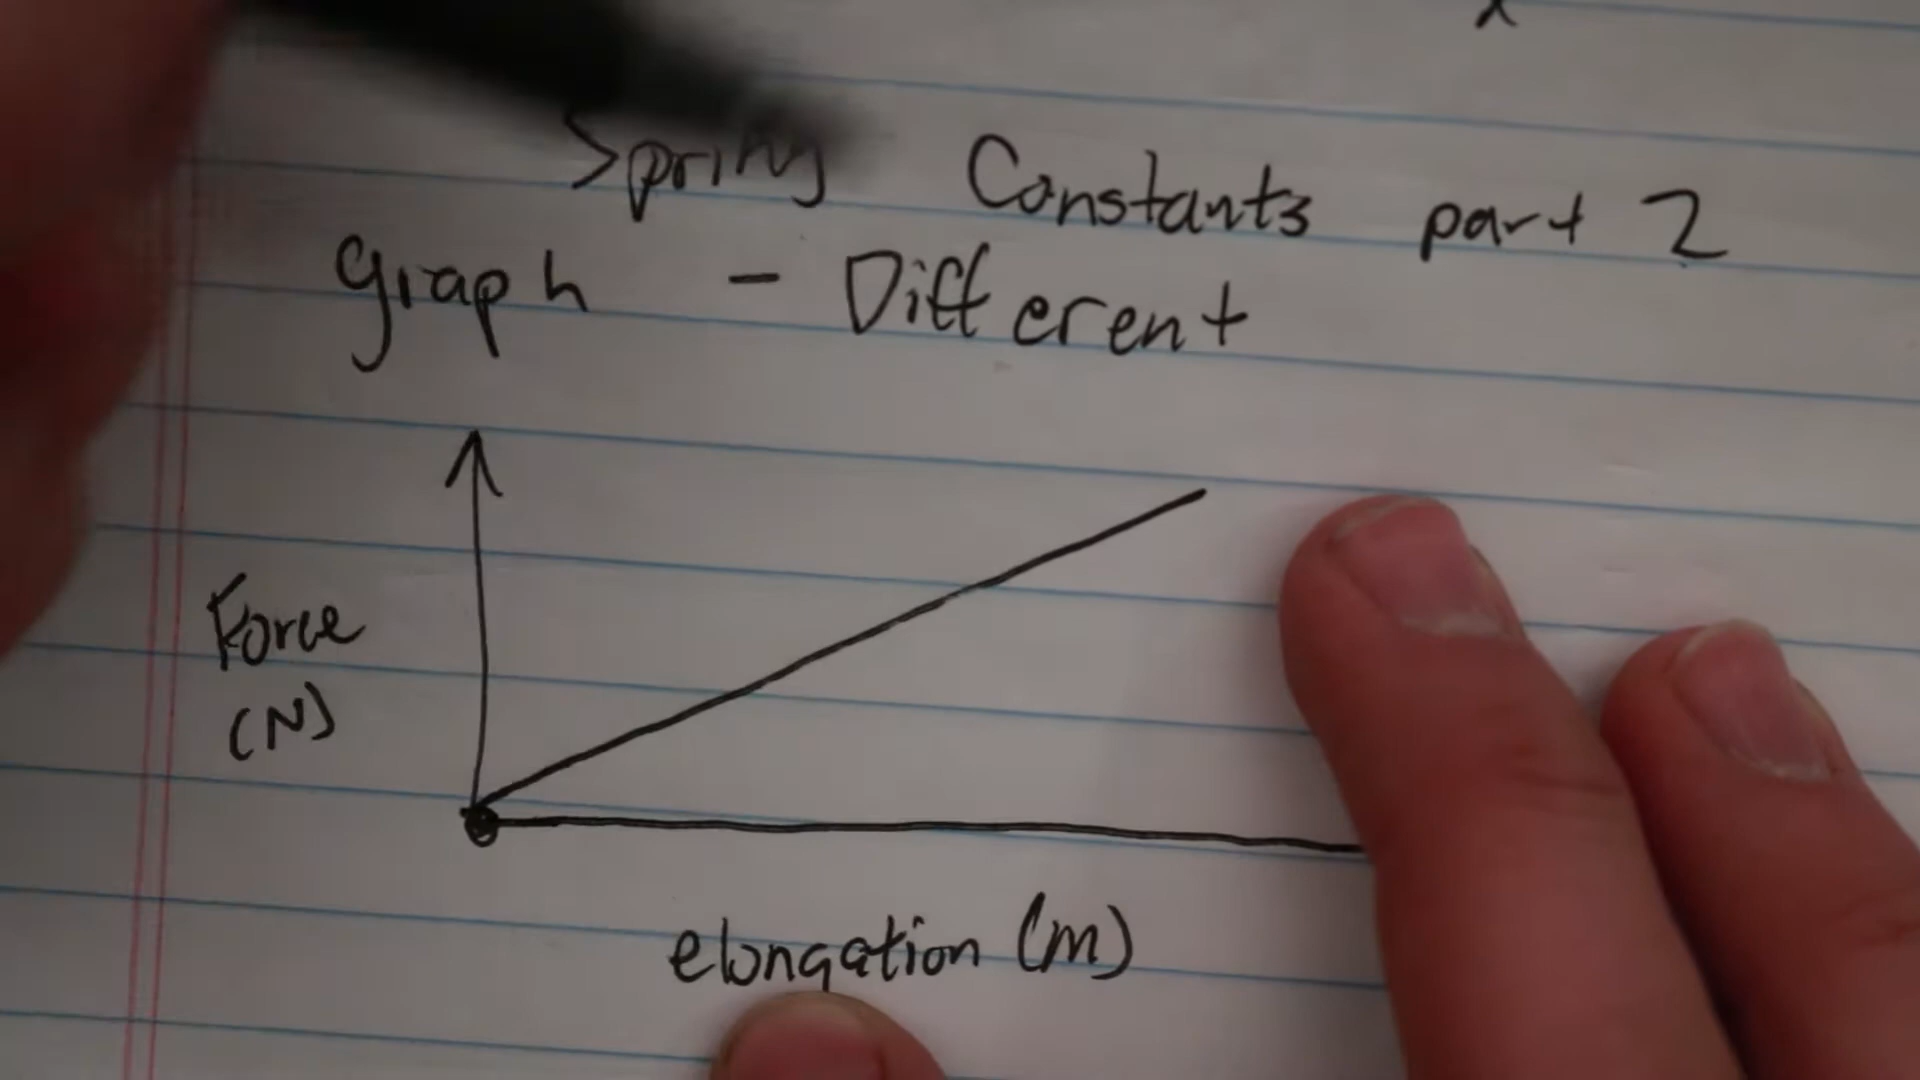 x
Spring Constants part 2
graph - Different
Force
(N)
elongation (m)